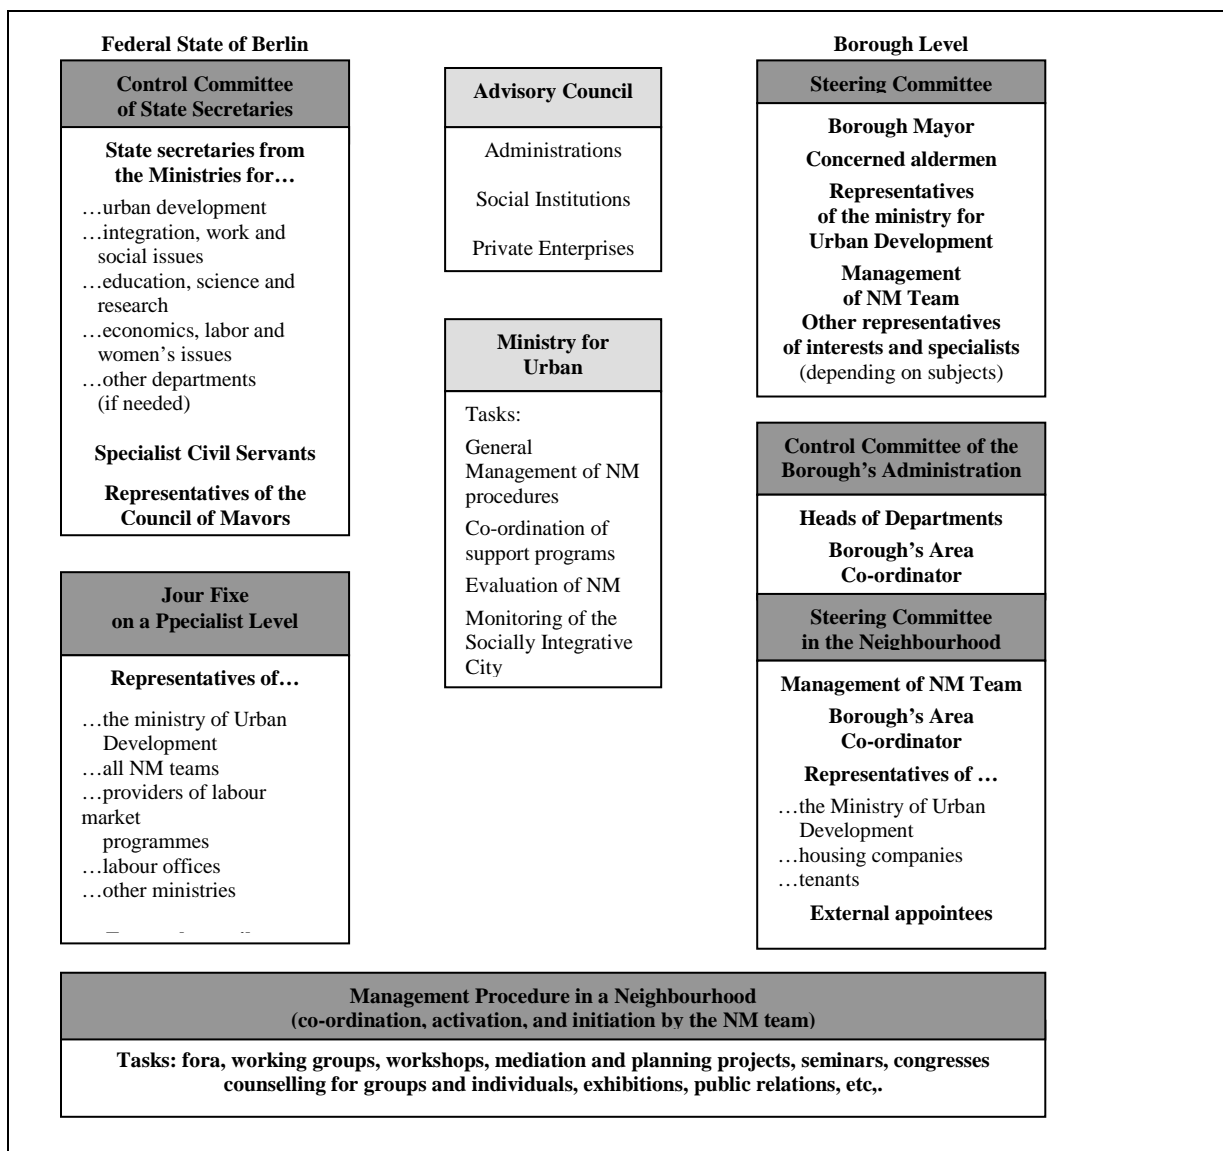 Federal State of Berlin
Control Committee
of State Secretaries
State secretaries from
the Ministries for…
…urban development
…integration, work and
social issues
…education, science and
research
…economics, labor and
women’s issues
…other departments
(if needed)
Specialist Civil Servants
Representatives of the
Council of Mavors
Jour Fixe
on a Ppecialist Level
Representatives of…
…the ministry of Urban
Development
…all NM teams
…providers of labour
market
programmes
…labour offices
…other ministries
Advisory Council
Administrations
Social Institutions
Private Enterprises
Ministry for
Urban
Tasks:
General
Management of NM
procedures
Co-ordination of
support programs
Evaluation of NM
Monitoring of the
Socially Integrative
City
Borough Level
Steering Committee
Borough Mayor
Concerned aldermen
Representatives
of the ministry for
Urban Development
Management
of NM Team
Other representatives
of interests and specialists
(depending on subjects)
Control Committee of the
Borough’s Administration
Heads of Departments
Borough’s Area
Co-ordinator
Steering Committee
in the Neighbourhood
Management of NM Team
Borough’s Area
Co-ordinator
Representatives of …
…the Ministry of Urban
Development
…housing companies
…tenants
External appointees
Management Procedure in a Neighbourhood
(co-ordination, activation, and initiation by the NM team)
Tasks: fora, working groups, workshops, mediation and planning projects, seminars, congresses
counselling for groups and individuals, exhibitions, public relations, etc,.